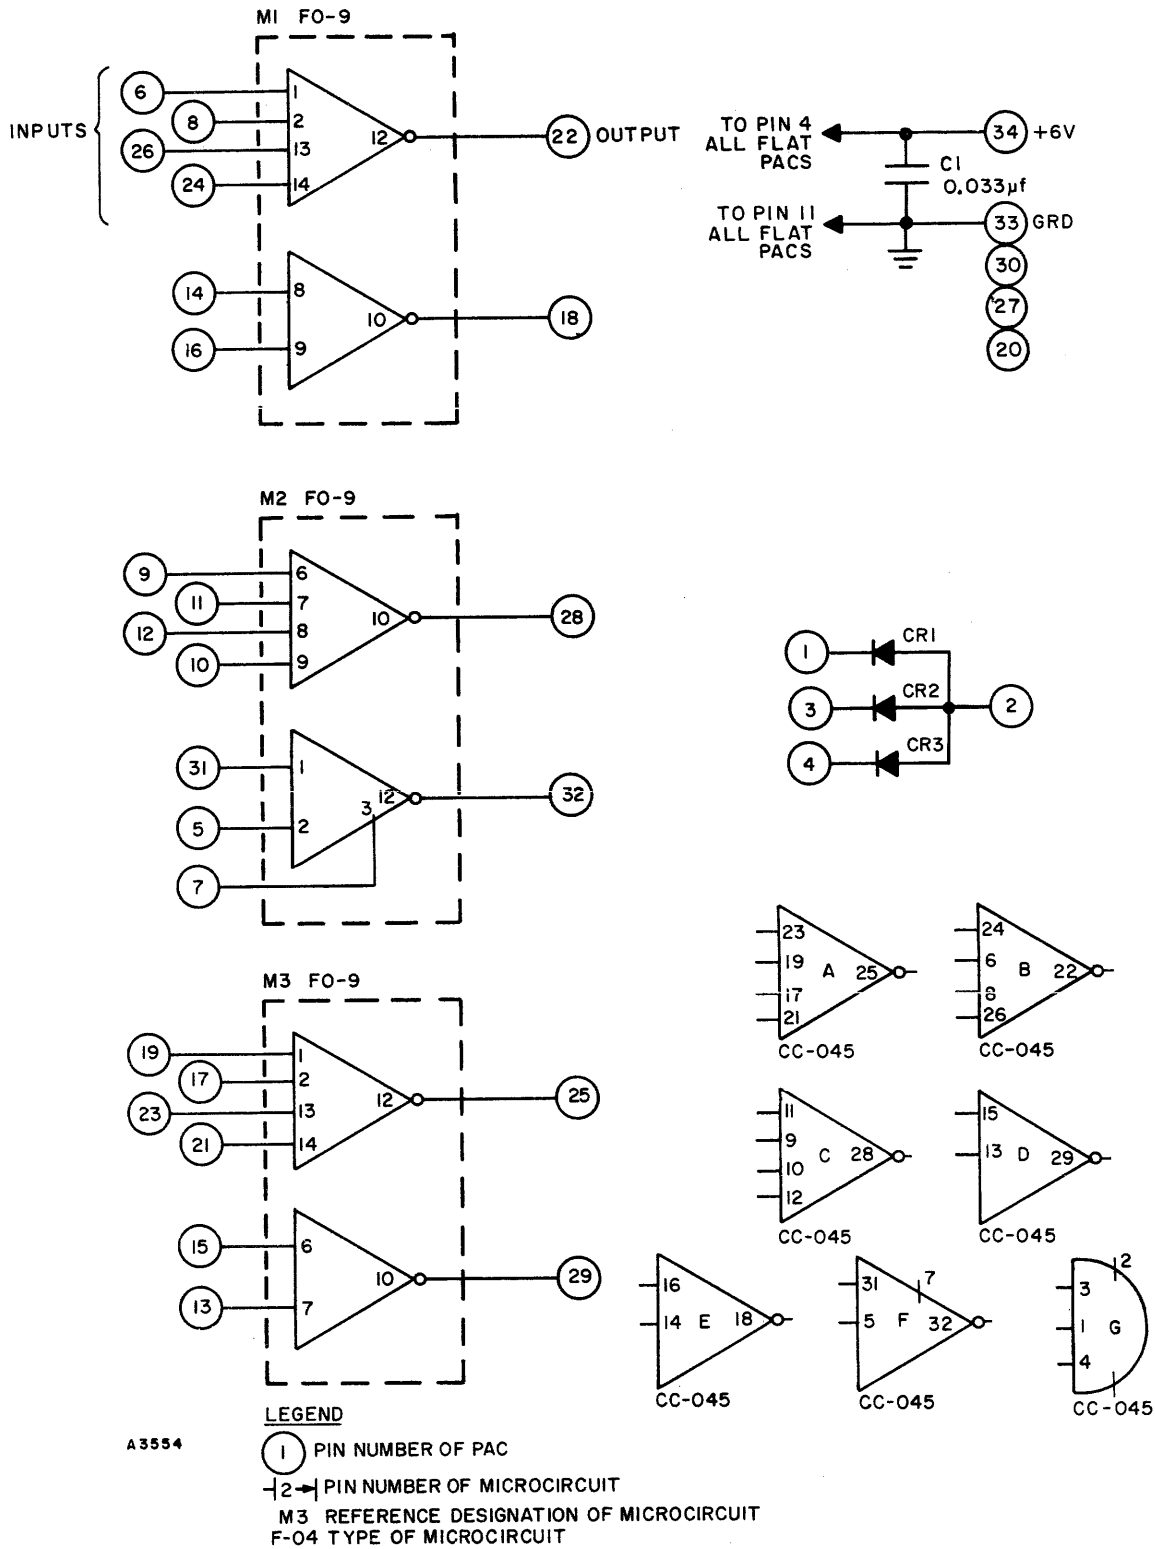 M1 FO-9
INPUTS
6
8
26
24
1
2
13
14
12
22 OUTPUT
14
16
8
9
10
18
TO PIN 4
ALL FLAT
PACS
34 +6V
C1
0.033µf
TO PIN 11
ALL FLAT
PACS
33 GRD
30
27
20
M2 FO-9
9
11
12
10
6
7
8
9
10
28
31
5
7
1
2
3
12
32
CR1
CR2
CR3
1
3
4
2
M3 FO-9
19
17
23
21
1
2
13
14
12
25
15
13
6
7
10
29
23
19
17
21
A 25
CC-045
24
6
8
26
B 22
CC-045
11
9
10
12
C 28
CC-045
15
13 D 29
CC-045
16
14 E 18
CC-045
31 7
5 F 32
CC-045
2
3
1 G
4
CC-045
LEGEND
1 PIN NUMBER OF PAC
2 PIN NUMBER OF MICROCIRCUIT
M3 REFERENCE DESIGNATION OF MICROCIRCUIT
F-04 TYPE OF MICROCIRCUIT
A3554